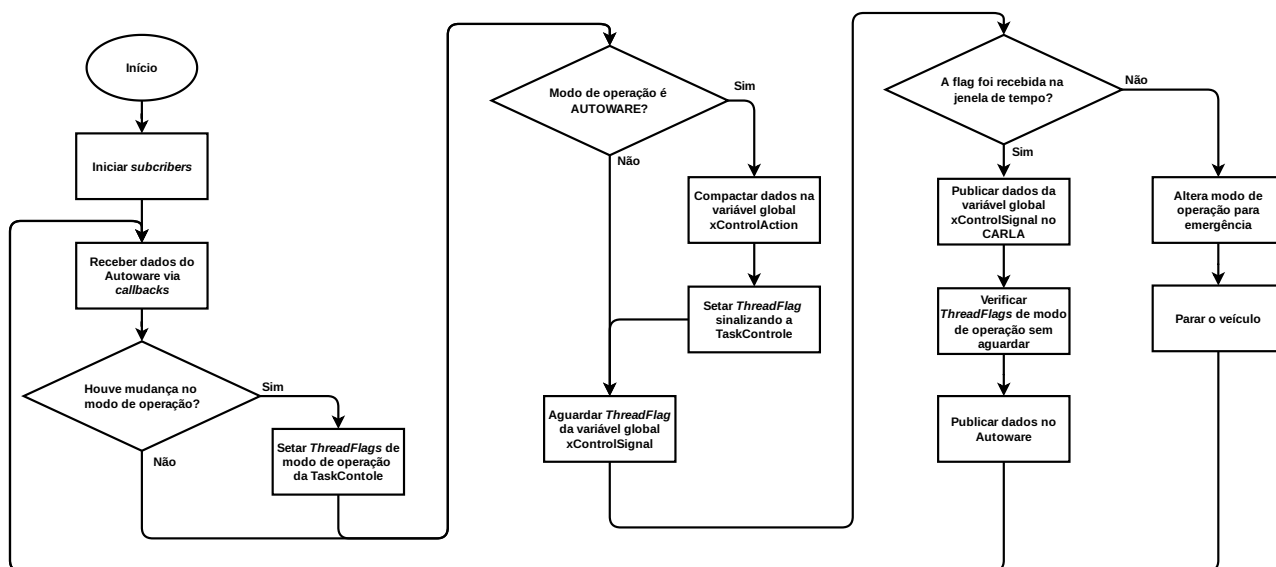 Início
Iniciar subcribers
Receber dados do
Autoware via
callbacks
Houve mudança no
modo de operação?
Sim
Não
Setar ThreadFlags de
modo de operação
da TaskContole
Modo de operação é
AUTOWARE?
Sim
Não
Compactar dados na
variável global
xControlAction
Setar ThreadFlag
sinalizando a
TaskControle
Aguardar ThreadFlag
da variável global
xControlSignal
A flag foi recebida na
jenela de tempo?
Não
Sim
Publicar dados da
variável global
xControlSignal no
CARLA
Verificar
ThreadFlags de modo
de operação sem
aguardar
Publicar dados no
Autoware
Altera modo de
operação para
emergência
Parar o veículo